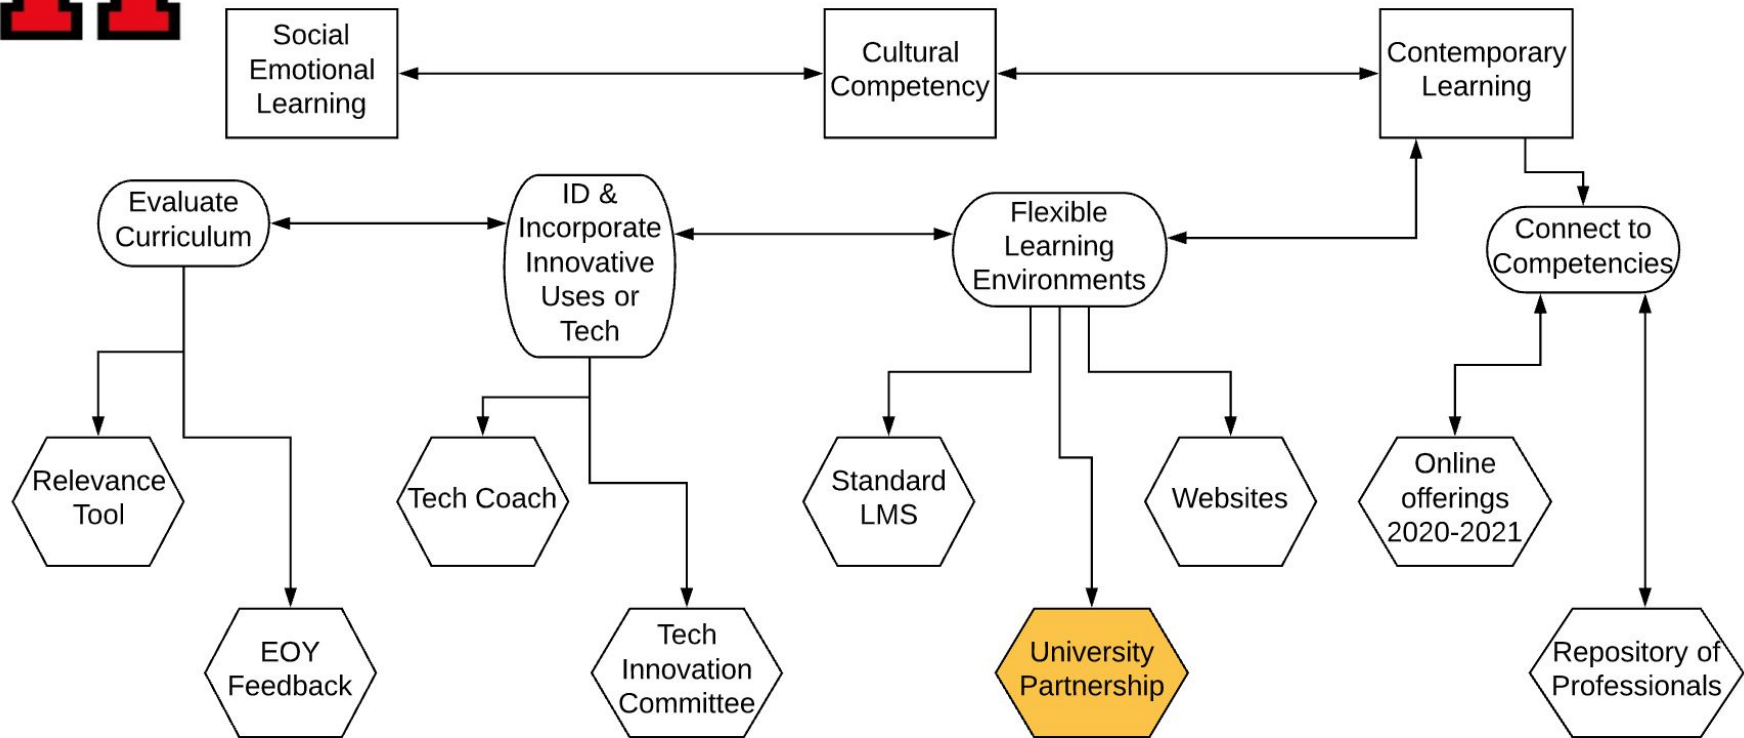 Social
Emotional
Learning
Cultural
Competency
Contemporary
Learning
Evaluate
Curriculum
ID &
Incorporate
Innovative
Uses or
Tech
Flexible
Learning
Environments
Connect to
Competencies
Relevance
Tool
Tech Coach
Standard
LMS
Websites
Online
offerings
2020-2021
EOY
Feedback
Tech
Innovation
Committee
University
Partnership
Repository of
Professionals